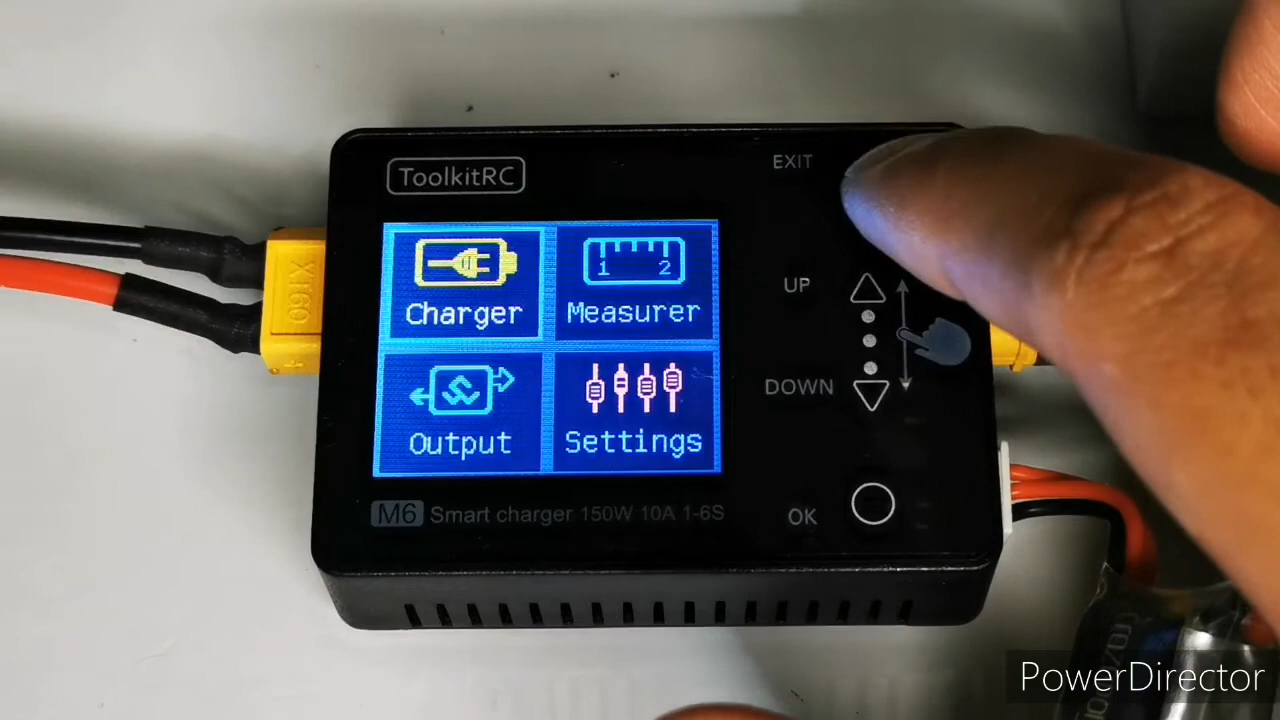 ToolkitRC
EXIT
1 2
Charger
Measurer
UP
XT60
DOWN
Output
Settings
M6 Smart charger 150W 10A 1-6S
OK
PowerDirector